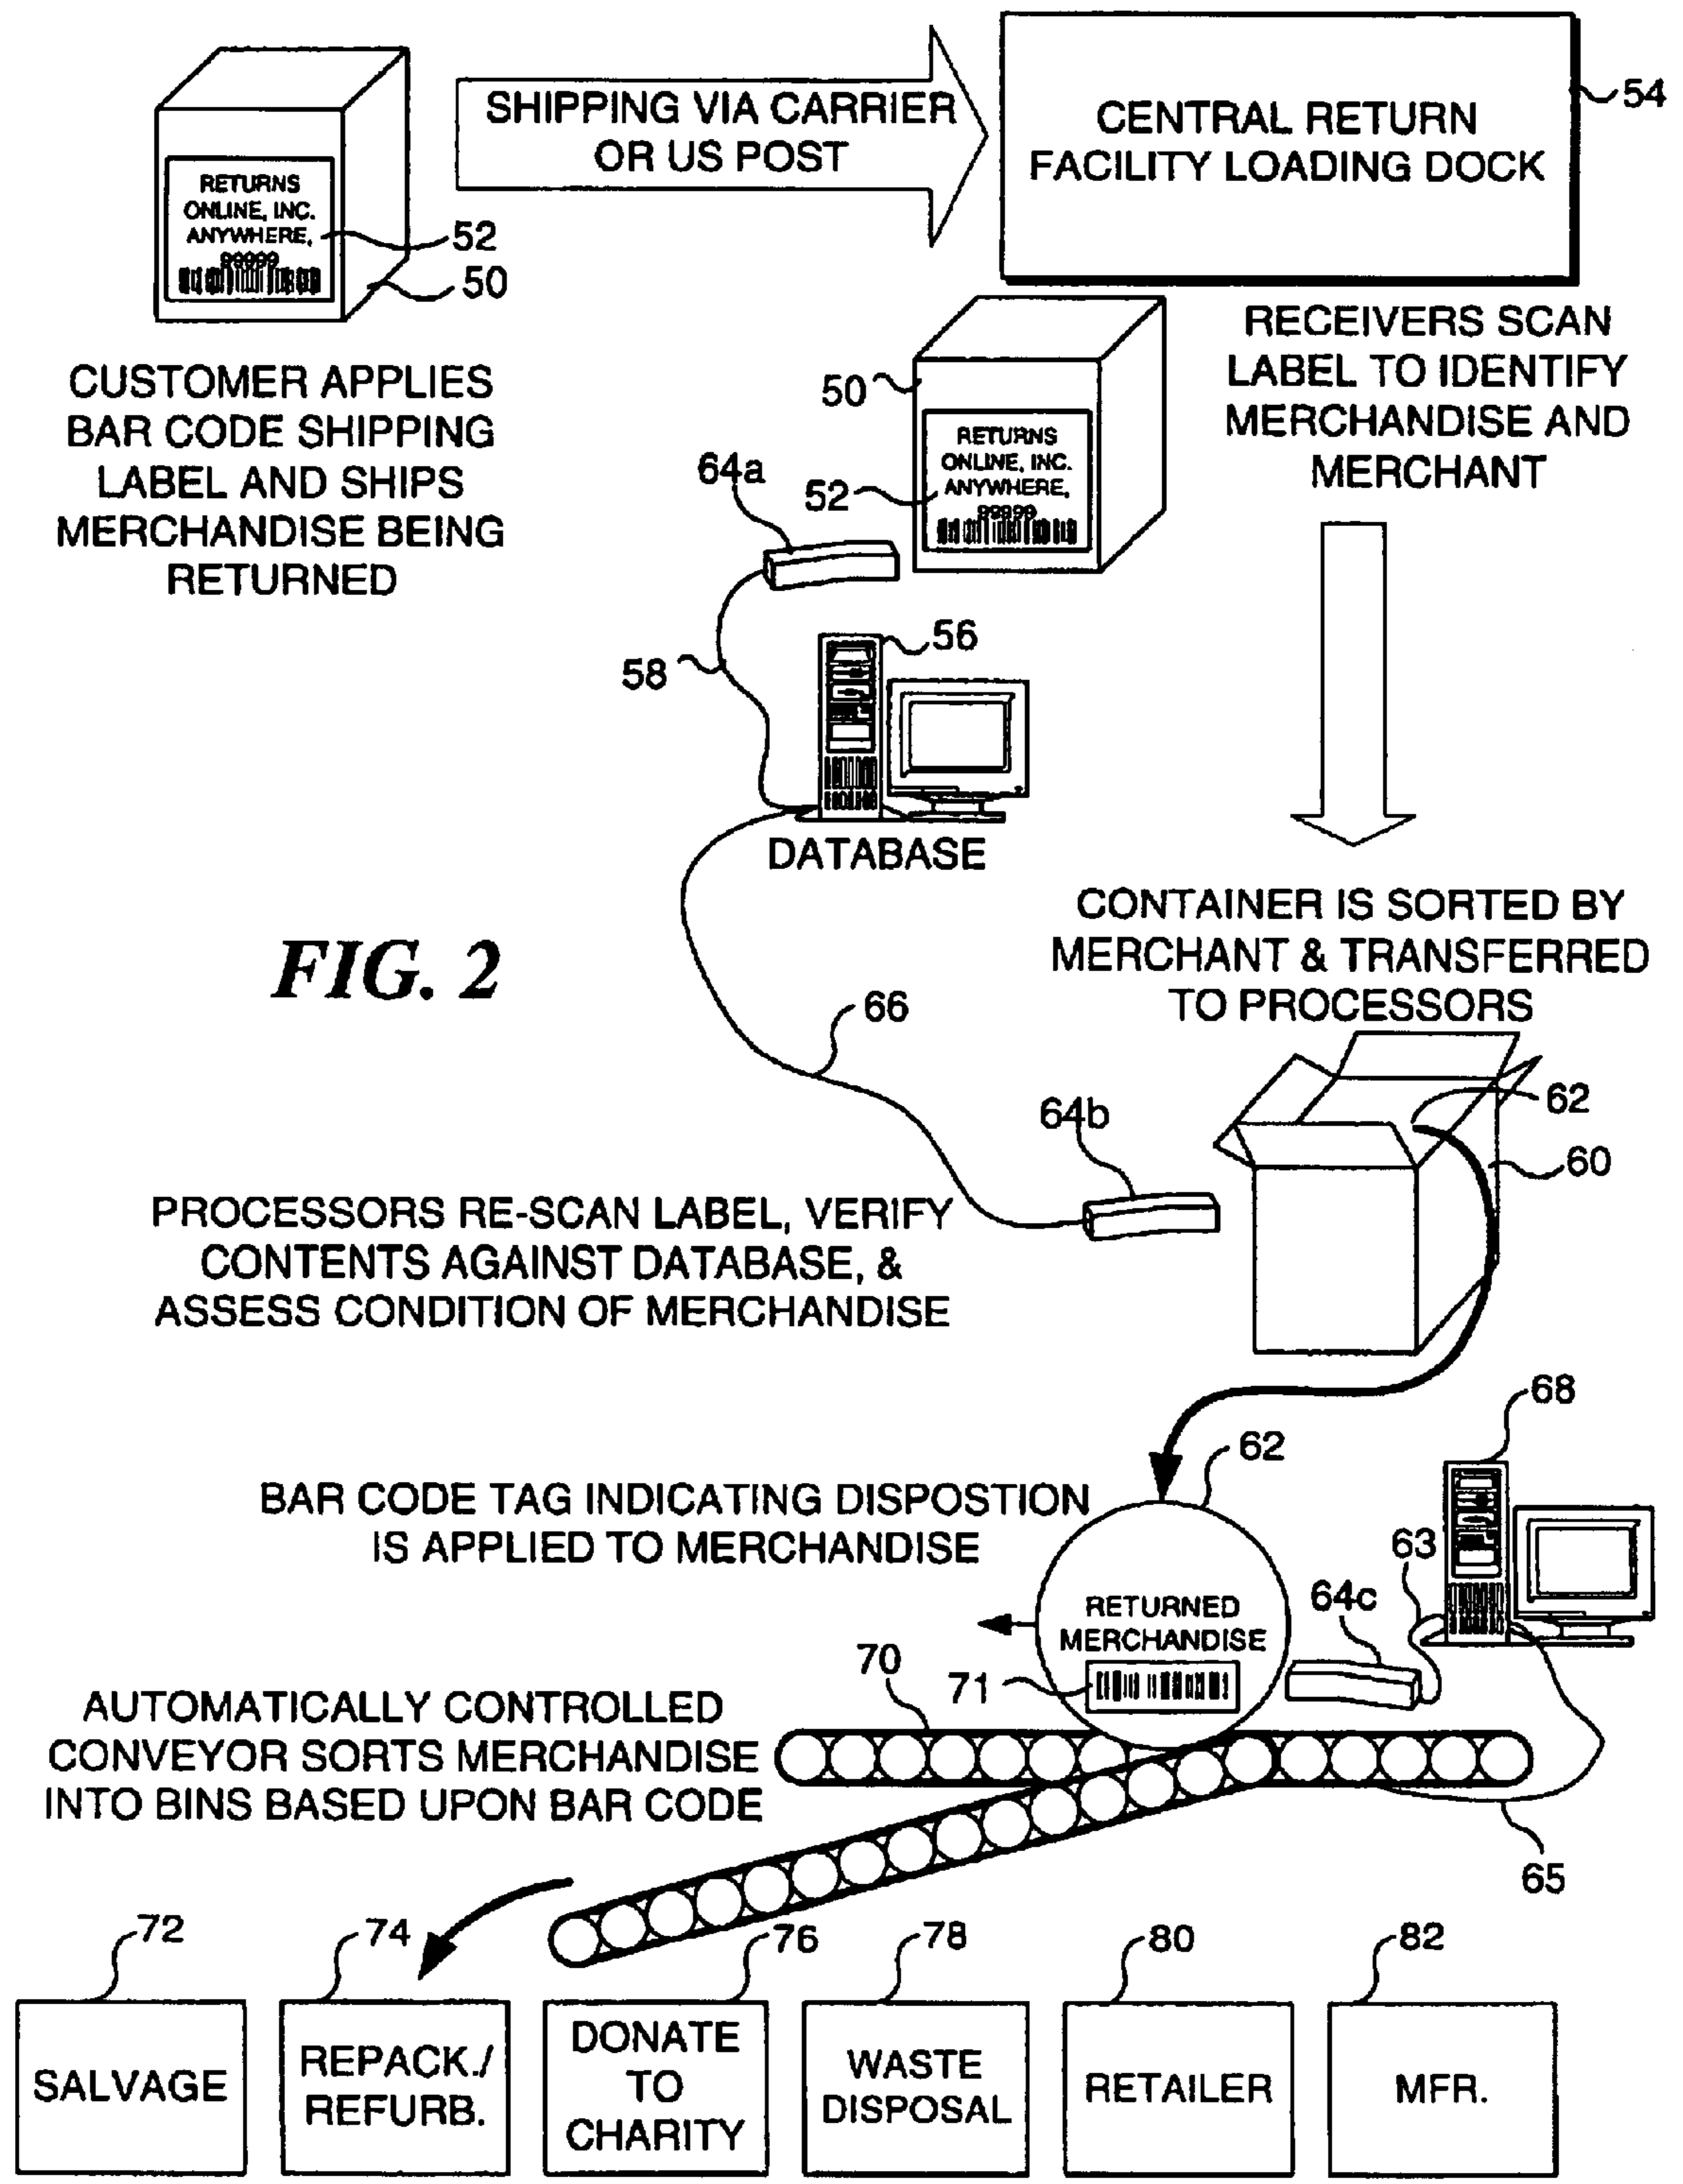 SHIPPING VIA CARRIER
OR US POST
CENTRAL RETURN
FACILITY LOADING DOCK
54
RETURNS
ONLINE, INC.
ANYWHERE,
99999
52
50
CUSTOMER APPLIES
BAR CODE SHIPPING
LABEL AND SHIPS
MERCHANDISE BEING
RETURNED
RECEIVERS SCAN
LABEL TO IDENTIFY
MERCHANDISE AND
MERCHANT
50
RETURNS
ONLINE, INC.
ANYWHERE,
99999
52
64a
58
56
DATABASE
CONTAINER IS SORTED BY
MERCHANT & TRANSFERRED
TO PROCESSORS
FIG. 2
66
64b
62
60
PROCESSORS RE-SCAN LABEL, VERIFY
CONTENTS AGAINST DATABASE, &
ASSESS CONDITION OF MERCHANDISE
68
62
BAR CODE TAG INDICATING DISPOSTION
IS APPLIED TO MERCHANDISE
63
64c
RETURNED
MERCHANDISE
70
71
AUTOMATICALLY CONTROLLED
CONVEYOR SORTS MERCHANDISE
INTO BINS BASED UPON BAR CODE
65
72
74
76
78
80
82
SALVAGE
REPACK./
REFURB.
DONATE
TO
CHARITY
WASTE
DISPOSAL
RETAILER
MFR.